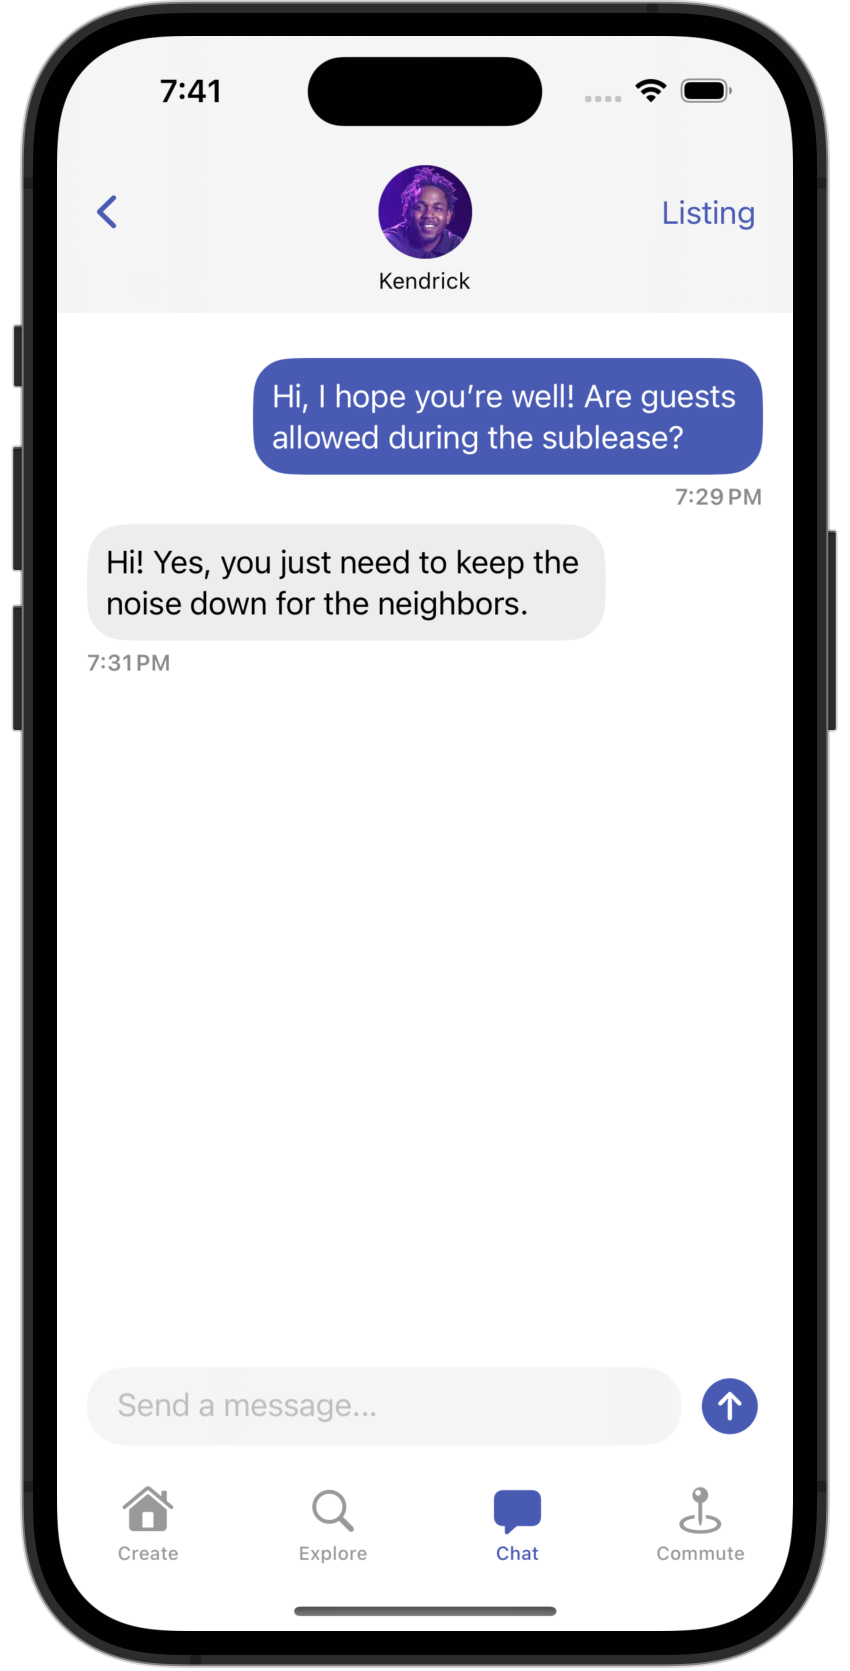 7:41
Listing
Kendrick
Hi, I hope you’re well! Are guests
allowed during the sublease?
7:29 PM
Hi! Yes, you just need to keep the
noise down for the neighbors.
7:31 PM
Send a message...
Create
Explore
Chat
Commute